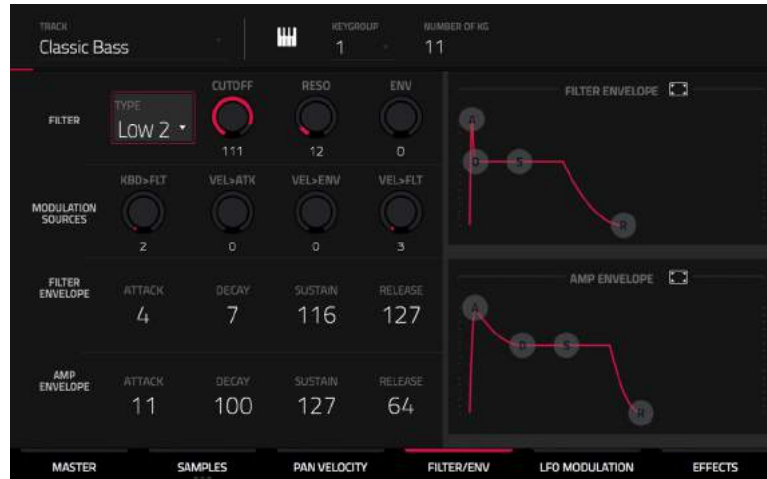 TRACK
Classic Bass
KEYGROUP
1
NUMBER OF KG
11
FILTER
TYPE
Low 2
CUTOFF
111
RESO
12
ENV
0
MODULATION
SOURCES
KBD>FLT
2
VEL>ATK
0
VEL>ENV
0
VEL>FLT
3
FILTER
ENVELOPE
ATTACK
4
DECAY
7
SUSTAIN
116
RELEASE
127
AMP
ENVELOPE
ATTACK
11
DECAY
100
SUSTAIN
127
RELEASE
64
FILTER ENVELOPE
A
D
S
R
AMP ENVELOPE
A
D
S
R
MASTER
SAMPLES
PAN VELOCITY
FILTER/ENV
LFO MODULATION
EFFECTS